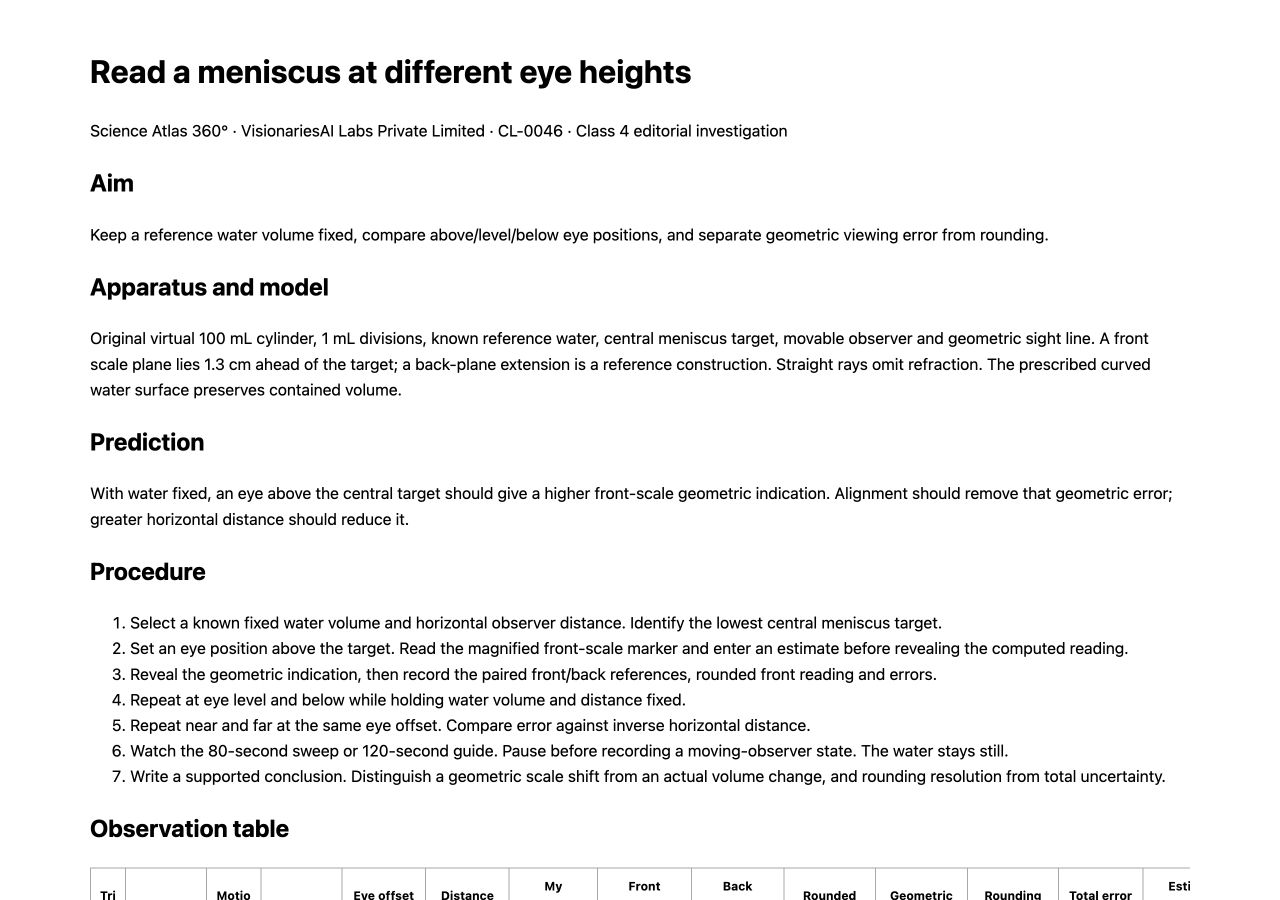 Read a meniscus at different eye heights
Science Atlas 360° · VisionariesAI Labs Private Limited · CL-0046 · Class 4 editorial investigation
Aim
Keep a reference water volume fixed, compare above/level/below eye positions, and separate geometric viewing error from rounding.
Apparatus and model
Original virtual 100 mL cylinder, 1 mL divisions, known reference water, central meniscus target, movable observer and geometric sight line. A front
scale plane lies 1.3 cm ahead of the target; a back-plane extension is a reference construction. Straight rays omit refraction. The prescribed curved
water surface preserves contained volume.
Prediction
With water fixed, an eye above the central target should give a higher front-scale geometric indication. Alignment should remove that geometric error;
greater horizontal distance should reduce it.
Procedure
1. Select a known fixed water volume and horizontal observer distance. Identify the lowest central meniscus target.
2. Set an eye position above the target. Read the magnified front-scale marker and enter an estimate before revealing the computed reading.
3. Reveal the geometric indication, then record the paired front/back references, rounded front reading and errors.
4. Repeat at eye level and below while holding water volume and distance fixed.
5. Repeat near and far at the same eye offset. Compare error against inverse horizontal distance.
6. Watch the 80-second sweep or 120-second guide. Pause before recording a moving-observer state. The water stays still.
7. Write a supported conclusion. Distinguish a geometric scale shift from an actual volume change, and rounding resolution from total uncertainty.
Observation table
My Front Back Esti
Tri Motio Eye offset Distance Rounded Geometric Rounding Total error